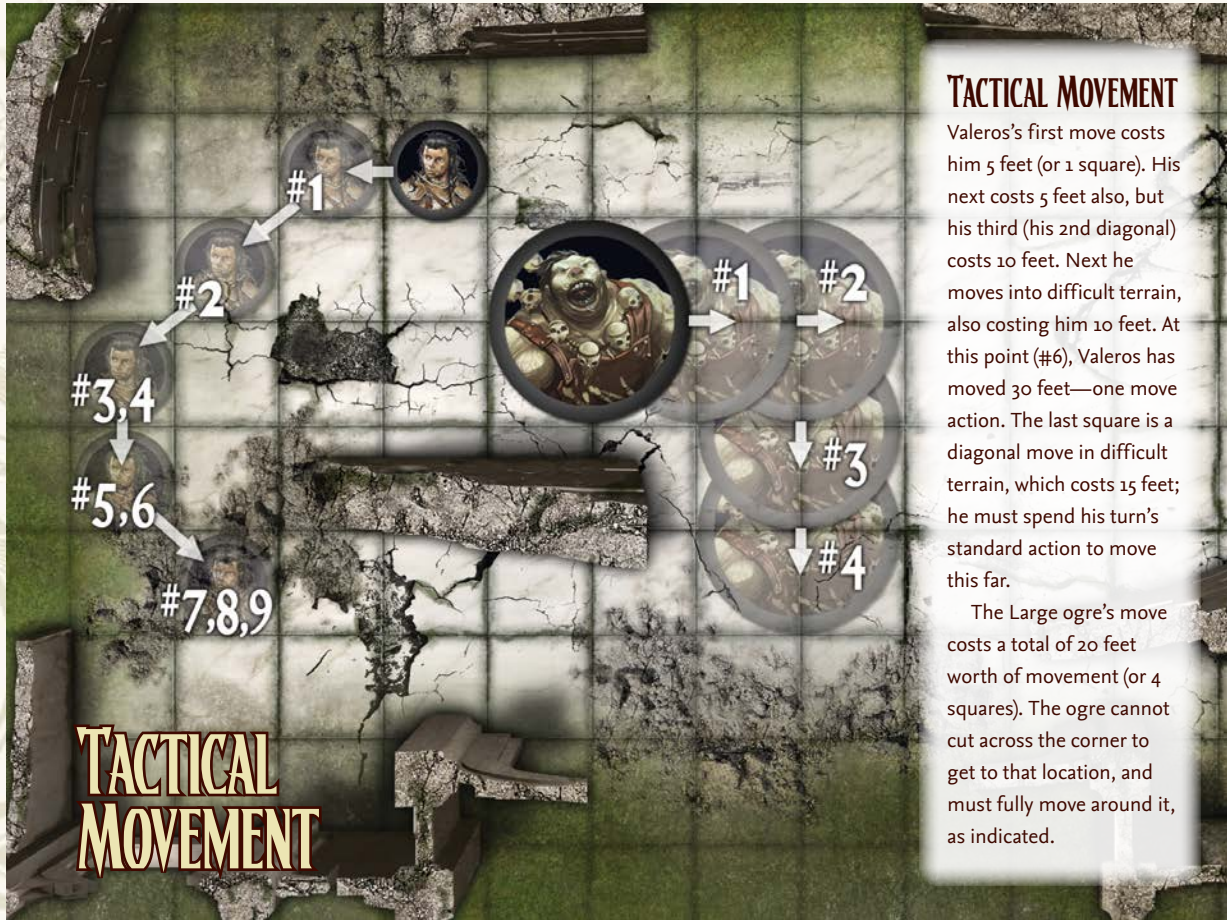 TACTICAL MOVEMENT
Valeros’s first move costs
him 5 feet (or 1 square). His
next costs 5 feet also, but
his third (his 2nd diagonal)
costs 10 feet. Next he
moves into difficult terrain,
also costing him 10 feet. At
this point (#6), Valeros has
moved 30 feet—one move
action. The last square is a
diagonal move in difficult
terrain, which costs 15 feet;
he must spend his turn’s
standard action to move
this far.
The Large ogre’s move
costs a total of 20 feet
worth of movement (or 4
squares). The ogre cannot
cut across the corner to
get to that location, and
must fully move around it,
as indicated.
#1
#2
#3,4
#5,6
#7,8,9
#1
#2
#3
#4
TACTICAL
MOVEMENT